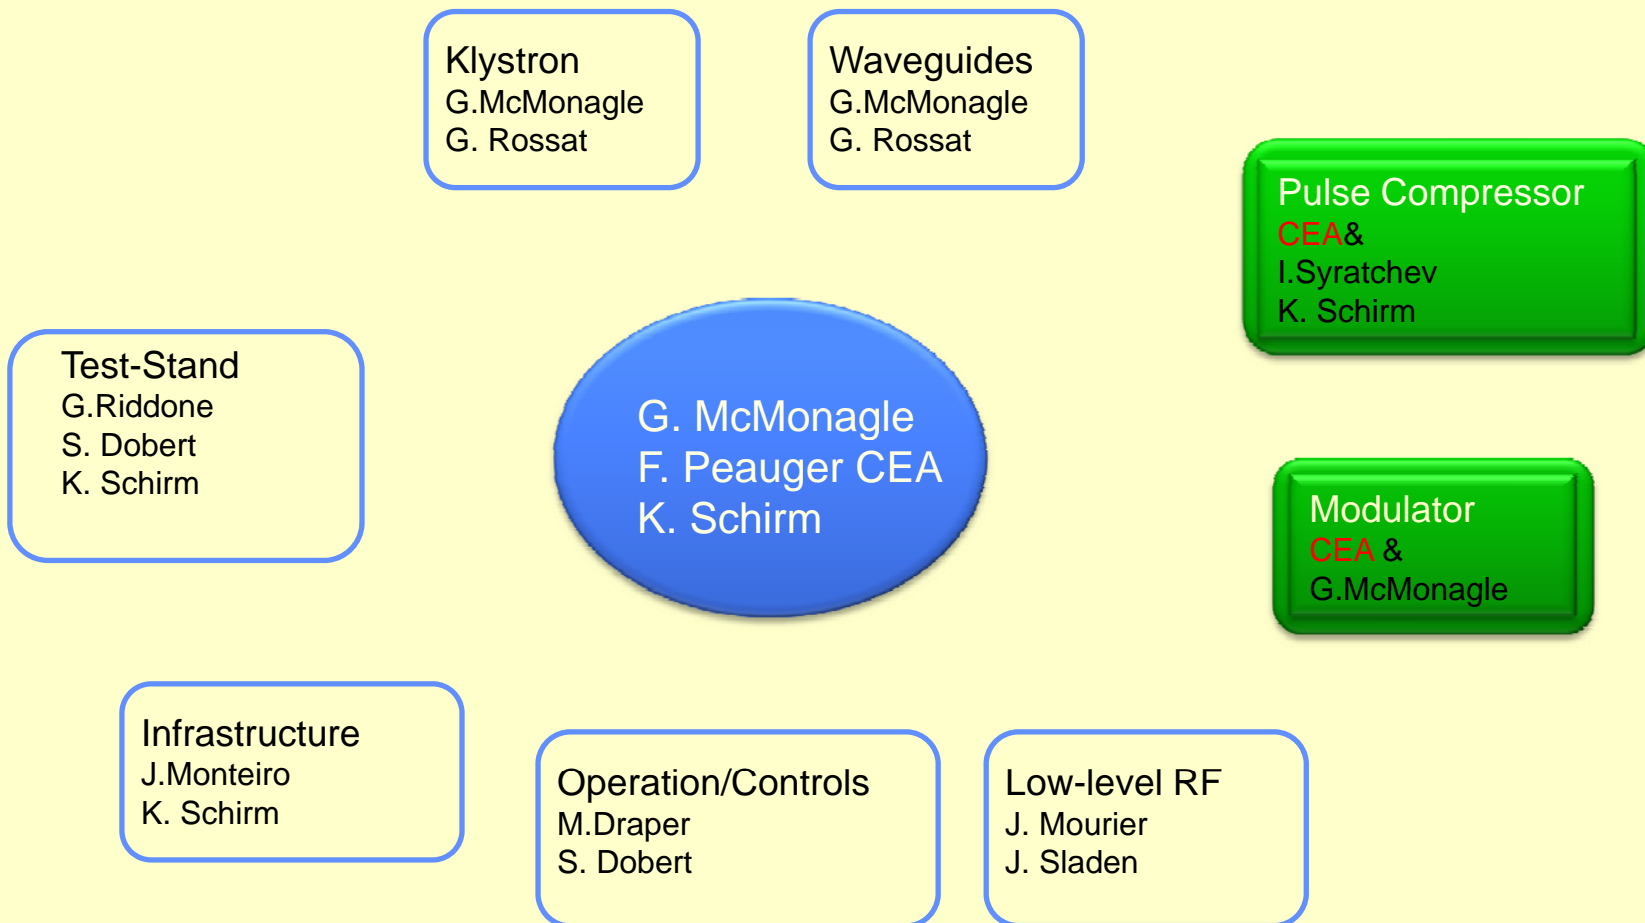 Klystron
G.McMonagle
G. Rossat
Waveguides
G.McMonagle
G. Rossat
Pulse Compressor
CEA&
I.Syratchev
K. Schirm
Test-Stand
G.Riddone
S. Dobert
K. Schirm
G. McMonagle
F. Peauger CEA
K. Schirm
Modulator
CEA &
G.McMonagle
Infrastructure
J.Monteiro
K. Schirm
Operation/Controls
M.Draper
S. Dobert
Low-level RF
J. Mourier
J. Sladen